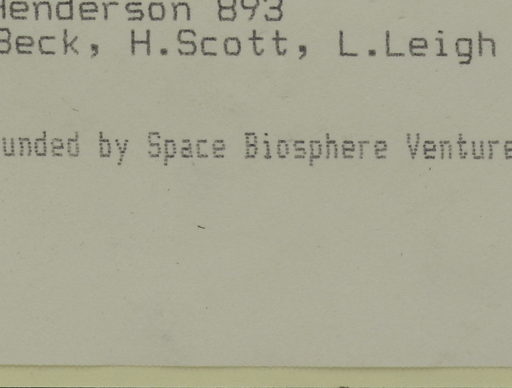 Henderson 893
Beck, H.Scott, L.Leigh
unded by Space Biosphere Venture